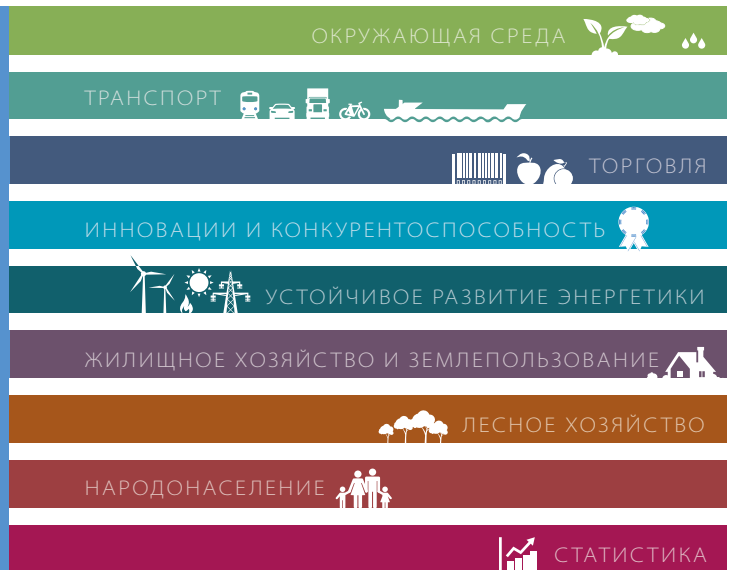 ОКРУЖАЮЩАЯ СРЕДА
ТРАНСПОРТ
ТОРГОВЛЯ
ИННОВАЦИИ И КОНКУРЕНТОСПОСОБНОСТЬ
УСТОЙЧИВОЕ РАЗВИТИЕ ЭНЕРГЕТИКИ
ЖИЛИЩНОЕ ХОЗЯЙСТВО И ЗЕМЛЕПОЛЬЗОВАНИЕ
ЛЕСНОЕ ХОЗЯЙСТВО
НАРОДОНАСЕЛЕНИЕ
СТАТИСТИКА